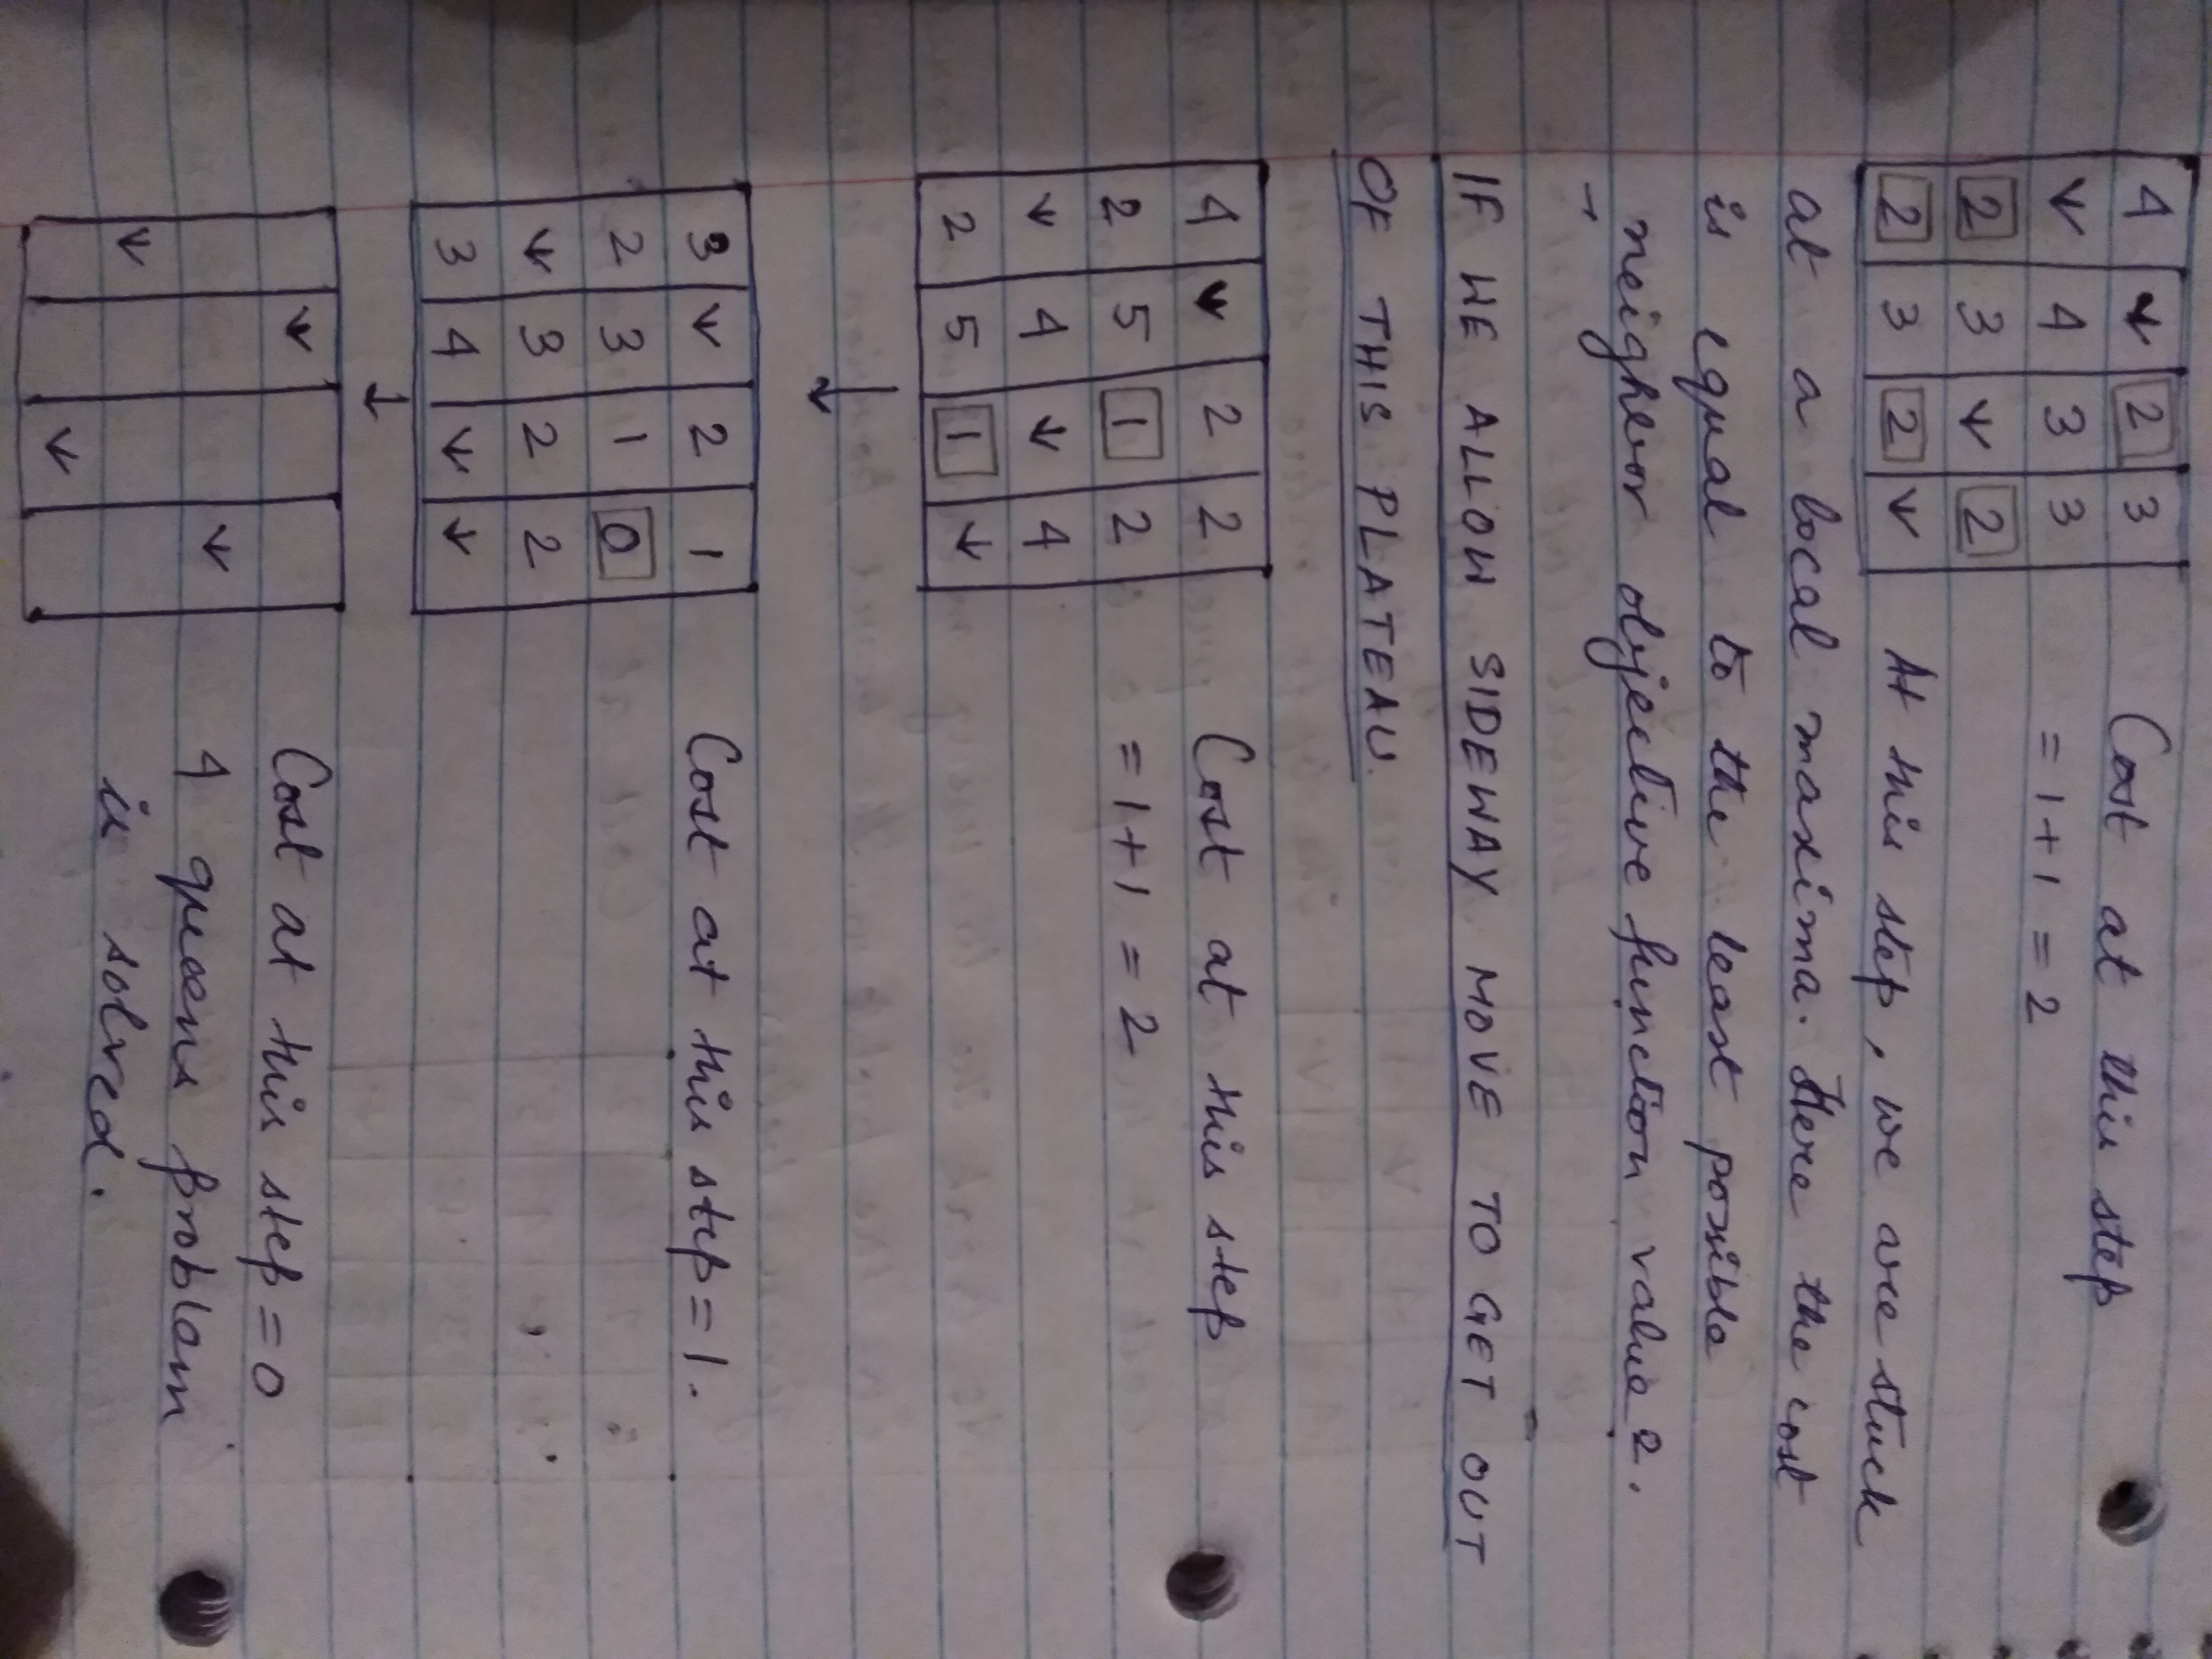 4 ↓ 2 3
↓ 4 3 3
2 3 ↓ 2
2 3 2 ↓
Cost at this step
= 1 + 1 = 2
At this step, we are stuck
at a local maxima. Here the cost
is equal to the least possible
neighbor objective function value 2.
→
IF WE ALLOW SIDEWAY MOVE TO GET OUT
OF THIS PLATEAU.
4 ↓ 2 2
2 5 1 2
↓ 4 ↓ 4
2 5 1 ↓
Cost at this step
= 1 + 1 = 2
↓
3 ↓ 2 1
2 3 1 0
↓ 3 2 2
3 4 ↓ ↓
Cost at this step = 1.
↓
↓
↓
↓
↓
Cost at this step = 0
4 queens problem
is solved.